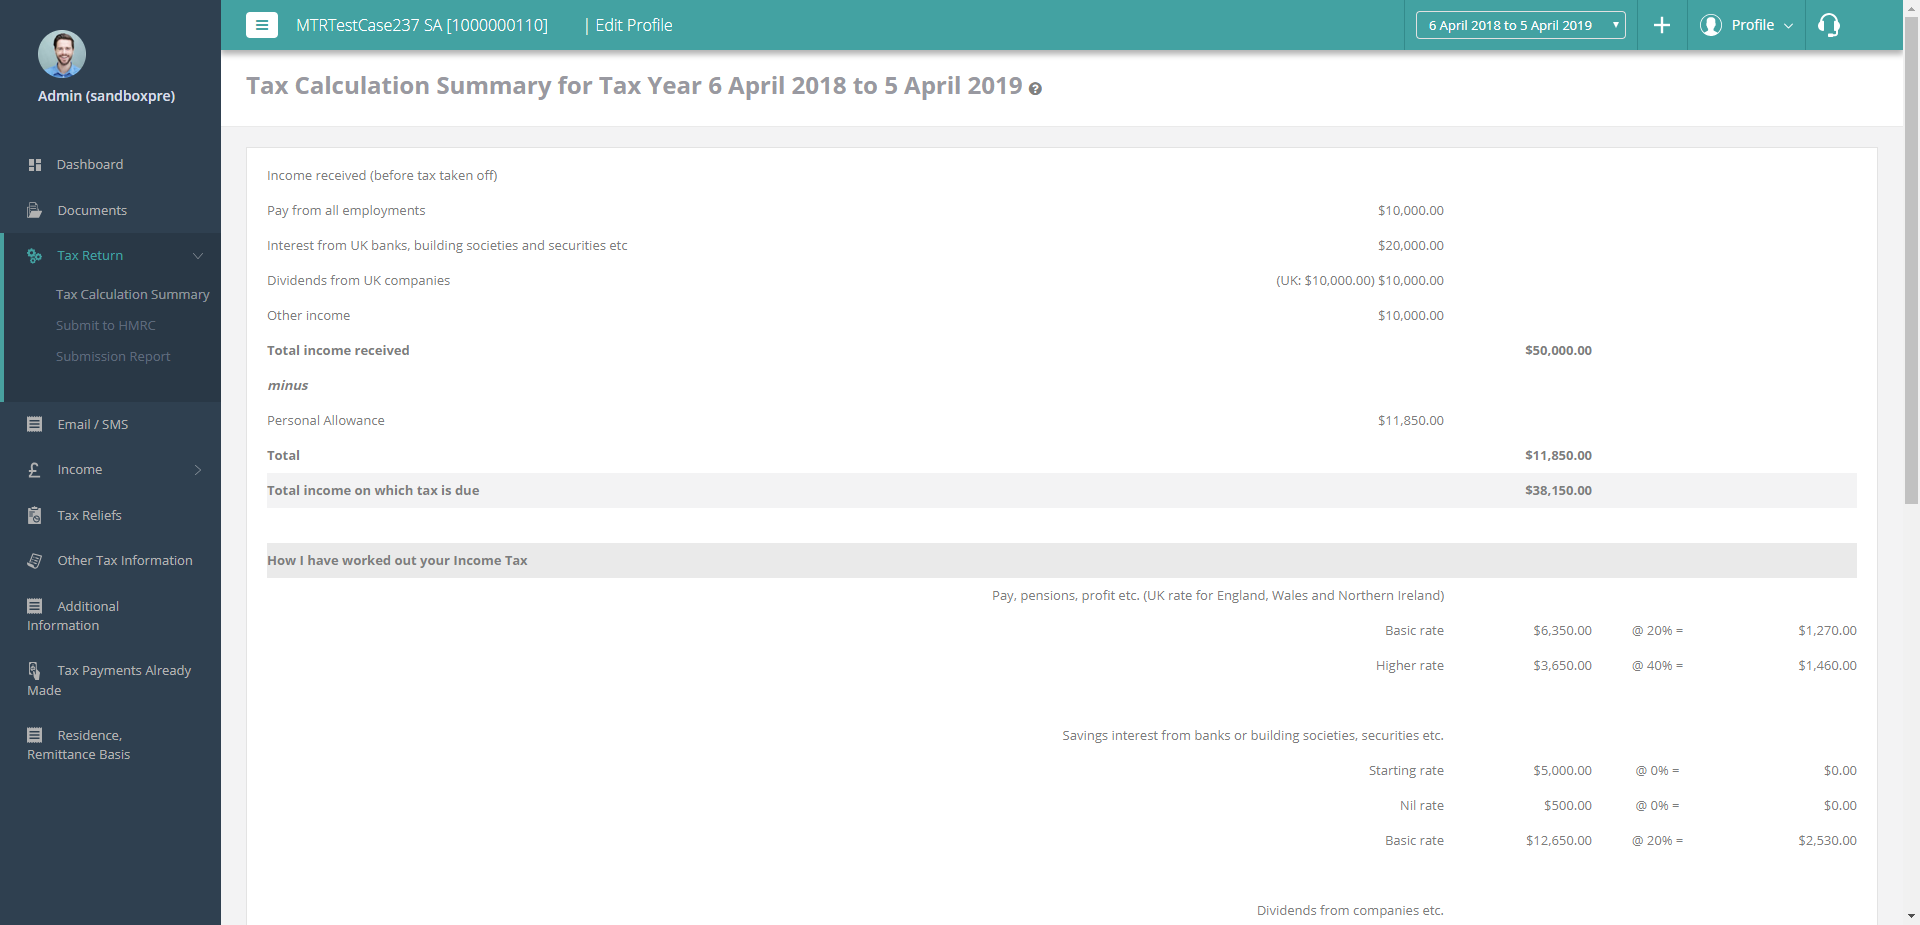 MTRTestCase237 SA [1000000110] | Edit Profile
6 April 2018 to 5 April 2019
Profile
Admin (sandboxpre)
Dashboard
Documents
Tax Return
Tax Calculation Summary
Submit to HMRC
Submission Report
Email / SMS
Income
Tax Reliefs
Other Tax Information
Additional
Information
Tax Payments Already
Made
Residence,
Remittance Basis
Tax Calculation Summary for Tax Year 6 April 2018 to 5 April 2019 ?
Income received (before tax taken off)
Pay from all employments $10,000.00
Interest from UK banks, building societies and securities etc $20,000.00
Dividends from UK companies (UK: $10,000.00) $10,000.00
Other income $10,000.00
Total income received $50,000.00
minus
Personal Allowance $11,850.00
Total $11,850.00
Total income on which tax is due $38,150.00
How I have worked out your Income Tax
Pay, pensions, profit etc. (UK rate for England, Wales and Northern Ireland)
Basic rate $6,350.00 @ 20% = $1,270.00
Higher rate $3,650.00 @ 40% = $1,460.00
Savings interest from banks or building societies, securities etc.
Starting rate $5,000.00 @ 0% = $0.00
Nil rate $500.00 @ 0% = $0.00
Basic rate $12,650.00 @ 20% = $2,530.00
Dividends from companies etc.